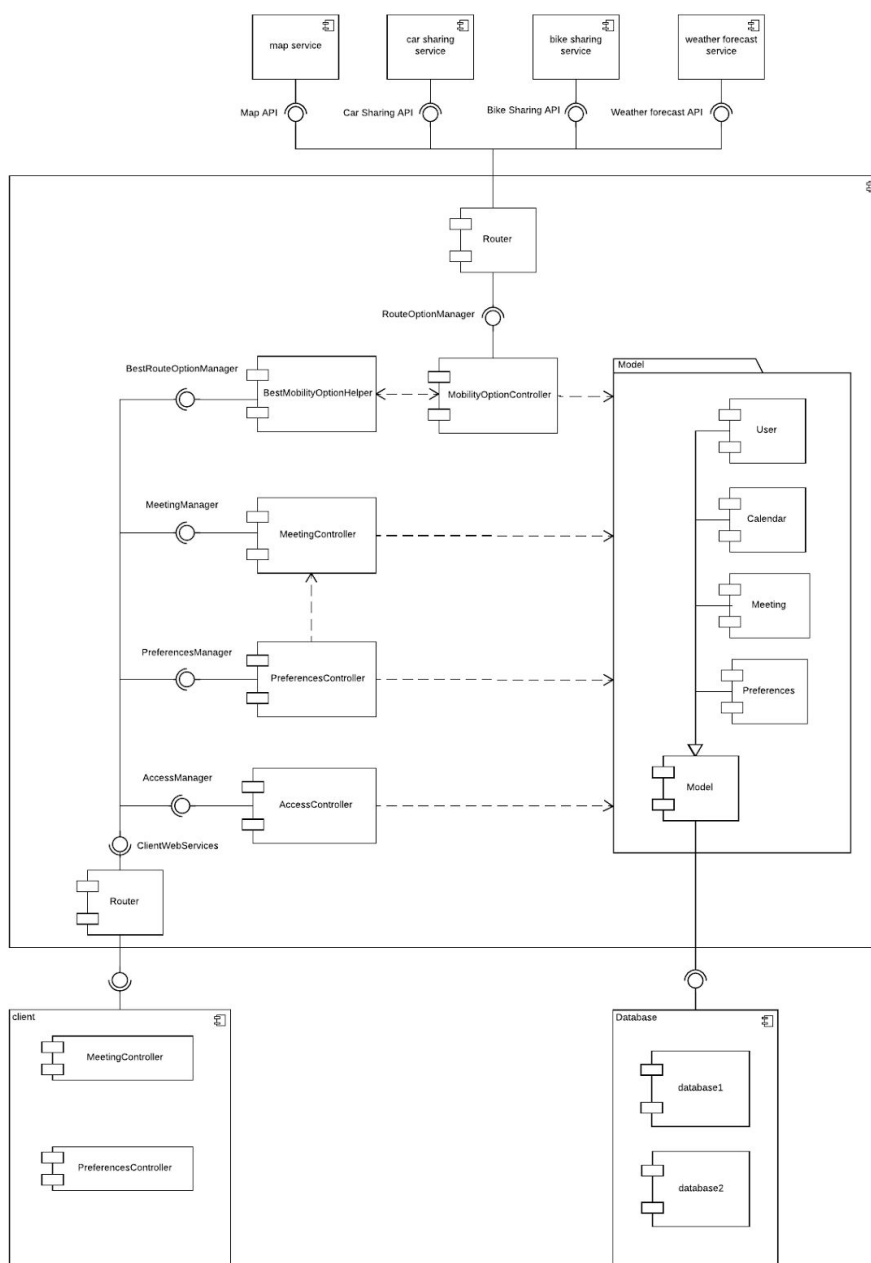 map service
car sharing
service
bike sharing
service
weather forecast
service
Map API
Car Sharing API
Bike Sharing API
Weather forecast API
Router
RouteOptionManager
BestRouteOptionManager
BestMobilityOptionHelper
MobilityOptionController
Model
User
MeetingManager
MeetingController
Calendar
Meeting
PreferencesManager
PreferencesController
Preferences
AccessManager
AccessController
Model
ClientWebServices
Router
client
MeetingController
PreferencesController
Database
database1
database2